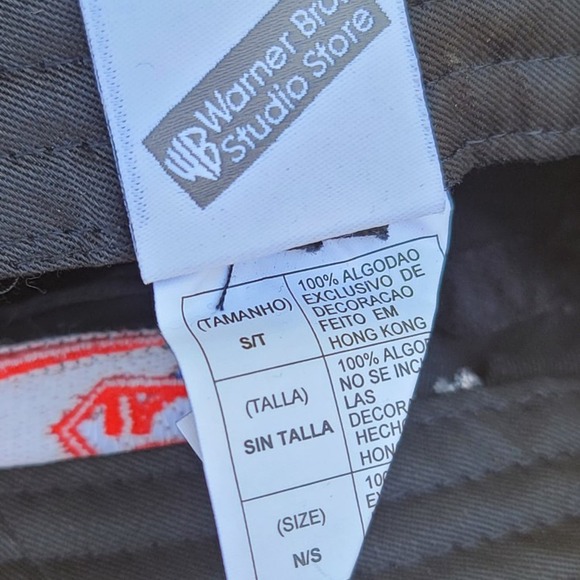 Warner Bro
Studio Store
(TAMANHO)
S/T
100% ALGODAO
EXCLUSIVO DE
DECORACAO
FEITO EM
HONG KONG
(TALLA)
SIN TALLA
100% ALGO
NO SE INC
LAS
DECOR
HECH
HON
(SIZE)
N/S